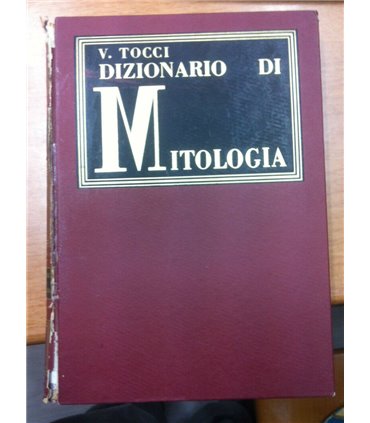 V. TOCCI
DIZIONARIO DI
MITOLOGIA